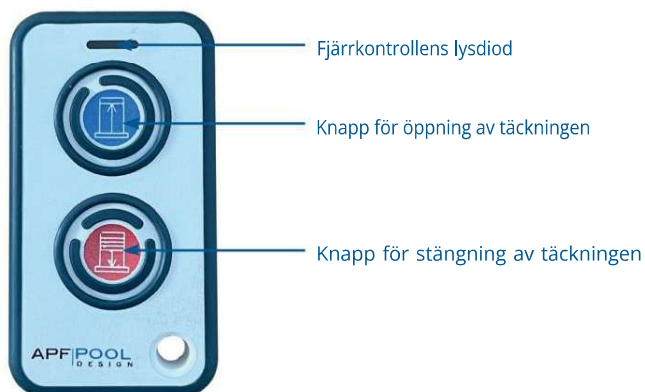 Fjärrkontrollens lysdiod
Knapp för öppning av täckningen
Knapp för stängning av täckningen
APF|POOL
DESIGN